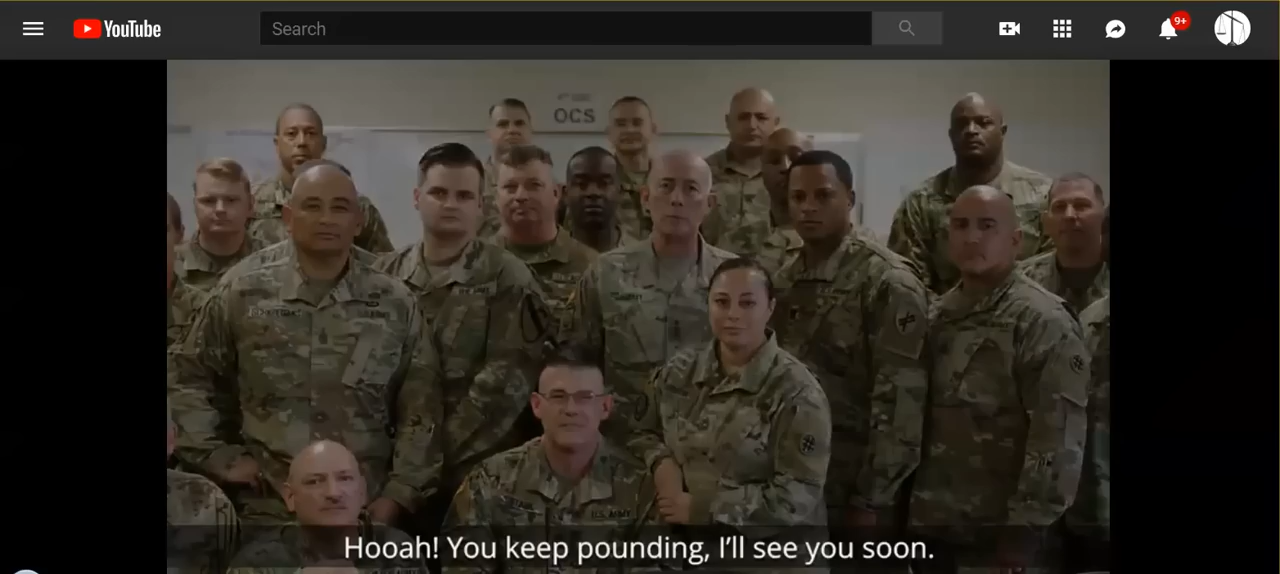 YouTube
Search
9+
OCS
U.S. ARMY
Hooah! You keep pounding, I'll see you soon.